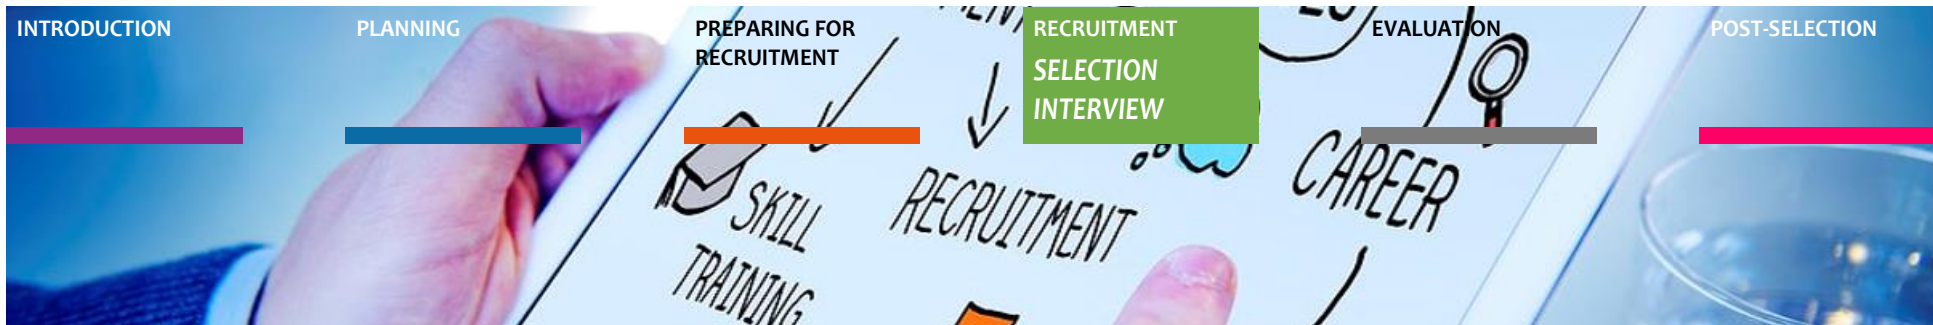 INTRODUCTION
PLANNING
PREPARING FOR
RECRUITMENT
RECRUITMENT
SELECTION
INTERVIEW
EVALUATION
POST-SELECTION
SKILL
TRAINING
RECRUITMENT
CAREER